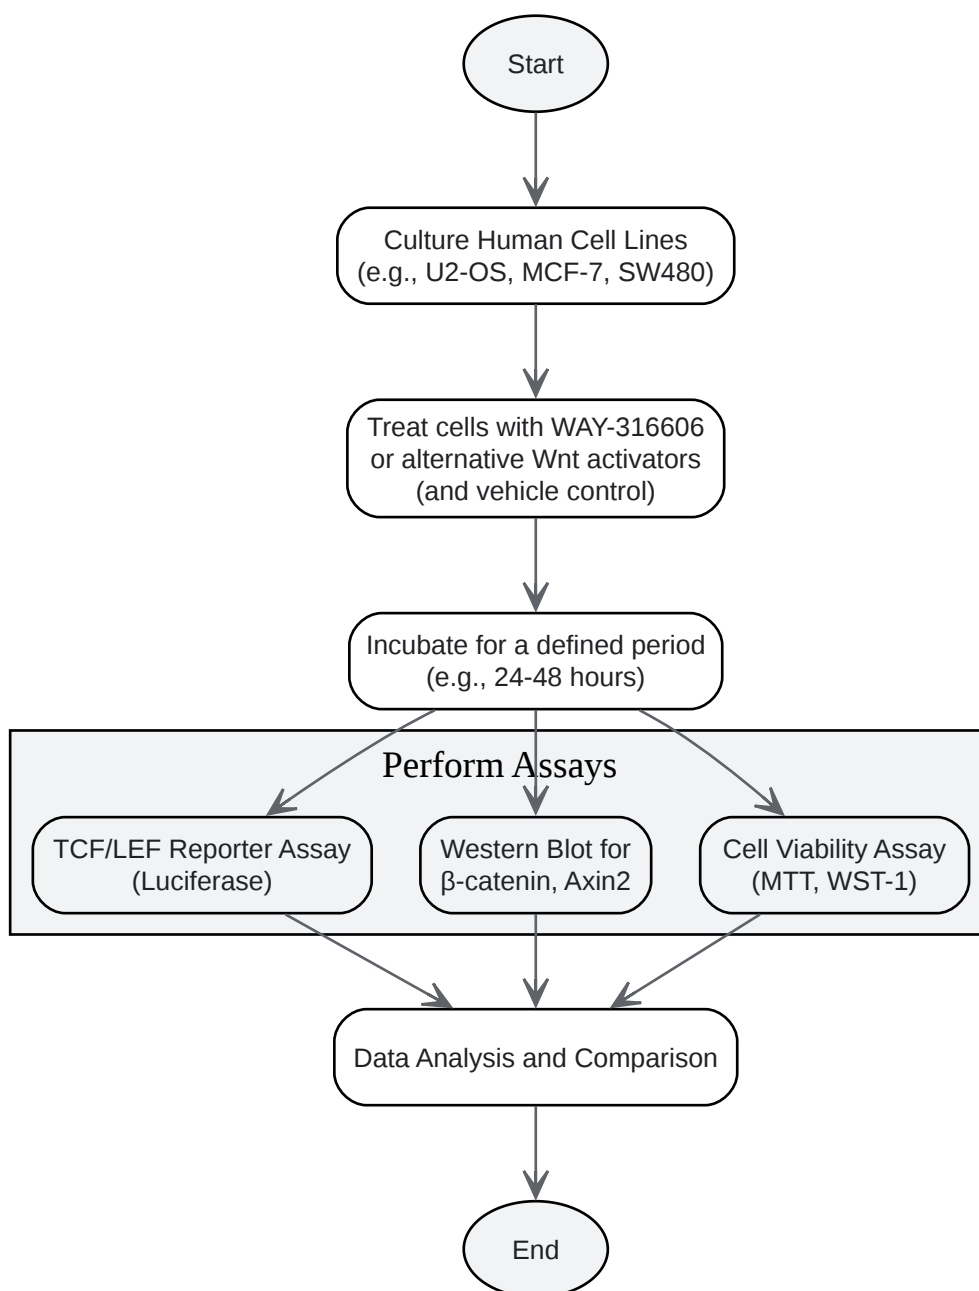 Start
Culture Human Cell Lines
(e.g., U2-OS, MCF-7, SW480)
Treat cells with WAY-316606
or alternative Wnt activators
(and vehicle control)
Incubate for a defined period
(e.g., 24-48 hours)
Perform Assays
TCF/LEF Reporter Assay
(Luciferase)
Western Blot for
β-catenin, Axin2
Cell Viability Assay
(MTT, WST-1)
Data Analysis and Comparison
End